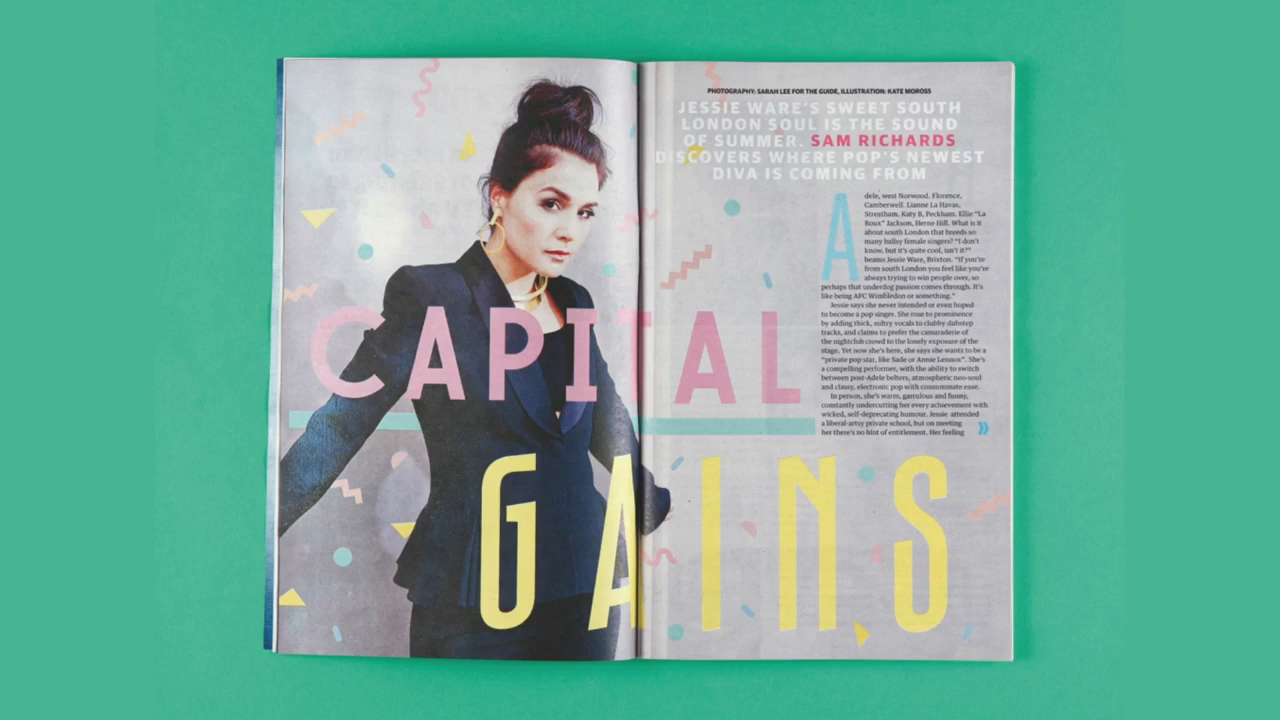 PHOTOGRAPHY: SARAH LEE FOR THE GUIDE, ILLUSTRATION: KATE MOROSS
JESSIE WARE'S SWEET SOUTH
LONDON SOUL IS THE SOUND
OF SUMMER. SAM RICHARDS
DISCOVERS WHERE POP'S NEWEST
DIVA IS COMING FROM
CAPITAL
GAINS
A
dele, west Norwood. Florence,
Camberwell. Lianne La Havas,
Streatham. Katy B, Peckham. Ellie "La
Roux" Jackson, Herne Hill. What is it
about south London that breeds so
many ballsy female singers? "I don't
know, but it's quite cool, isn't it?"
beams Jessie Ware, Brixton. "If you're
from south London you feel like you're
always trying to win people over, so
perhaps that underdog passion comes through. It's
like being AFC Wimbledon or something."
Jessie says she never intended or even hoped
to become a pop singer. She rose to prominence
by adding thick, sultry vocals to clubby dubstep
tracks, and claims to prefer the camaraderie of
the nightclub crowd to the lonely exposure of the
stage. Yet now she's here, she says she wants to be a
"private pop star, like Sade or Annie Lennox". She's
a compelling performer, with the ability to switch
between post-Adele belters, atmospheric neo-soul
and classy, electronic pop with consummate ease.
In person, she's warm, garrulous and funny,
constantly undercutting her every achievement with
wicked, self-deprecating humour. Jessie attended
a liberal-artsy private school, but on meeting
her there's no hint of entitlement. Her feeling